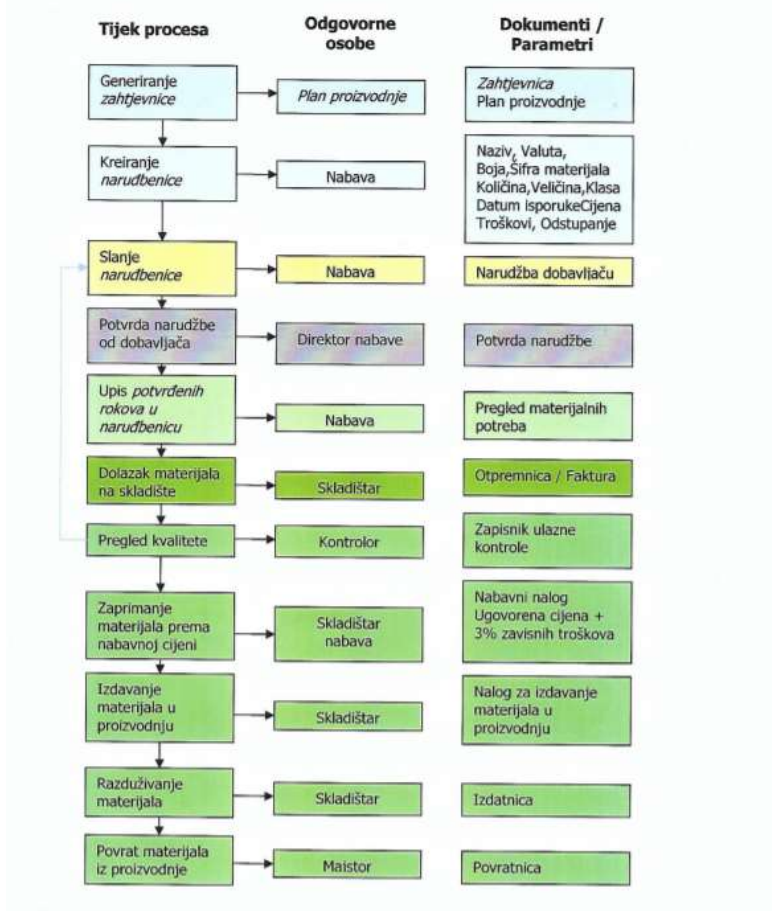 Tijek procesa
Odgovorne
osobe
Dokumenti /
Parametri
Generiranje
zahtjevnice
Plan proizvodnje
Zahtjevnica
Plan proizvodnje
Kreiranje
narudbenice
Nabava
Naziv, Valuta,
Boja,Šifra materijala
Količina,Veličina,Klasa
Datum isporukeCijena
Troškovi, Odstupanje
Slanje
narudbenice
Nabava
Narudžba dobavljaču
Potvrda narudžbe
od dobavljača
Direktor nabave
Potvrda narudžbe
Upis potvrđenih
rokova u
narudbenicu
Nabava
Pregled materijalnih
potreba
Dolazak materijala
na skladište
Skladištar
Otpremnica / Faktura
Pregled kvalitete
Kontrolor
Zapisnik ulazne
kontrole
Zaprimanje
materijala prema
nabavnoj cijeni
Skladištar
nabava
Nabavni nalog
Ugovorena cijena +
3% zavisnih troškova
Izdavanje
materijala u
proizvodnju
Skladištar
Nalog za izdavanje
materijala u
proizvodnju
Razduživanje
materijala
Skladištar
Izdatnica
Povrat materijala
iz proizvodnje
Maistor
Povratnica